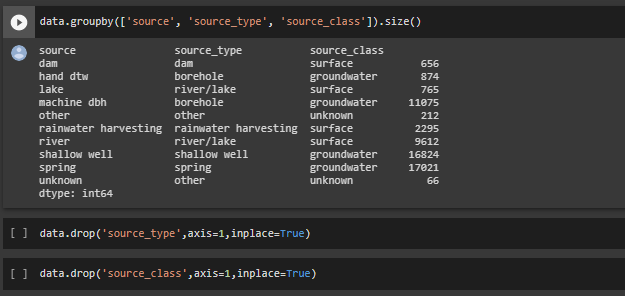 data.groupby(['source', 'source_type', 'source_class']).size()
source source_type source_class
dam dam surface 656
hand dtw borehole groundwater 874
lake river/lake surface 765
machine dbh borehole groundwater 11075
other other unknown 212
rainwater harvesting rainwater harvesting surface 2295
river river/lake surface 9612
shallow well shallow well groundwater 16824
spring spring groundwater 17021
unknown other unknown 66
dtype: int64
[ ] data.drop('source_type',axis=1,inplace=True)
[ ] data.drop('source_class',axis=1,inplace=True)